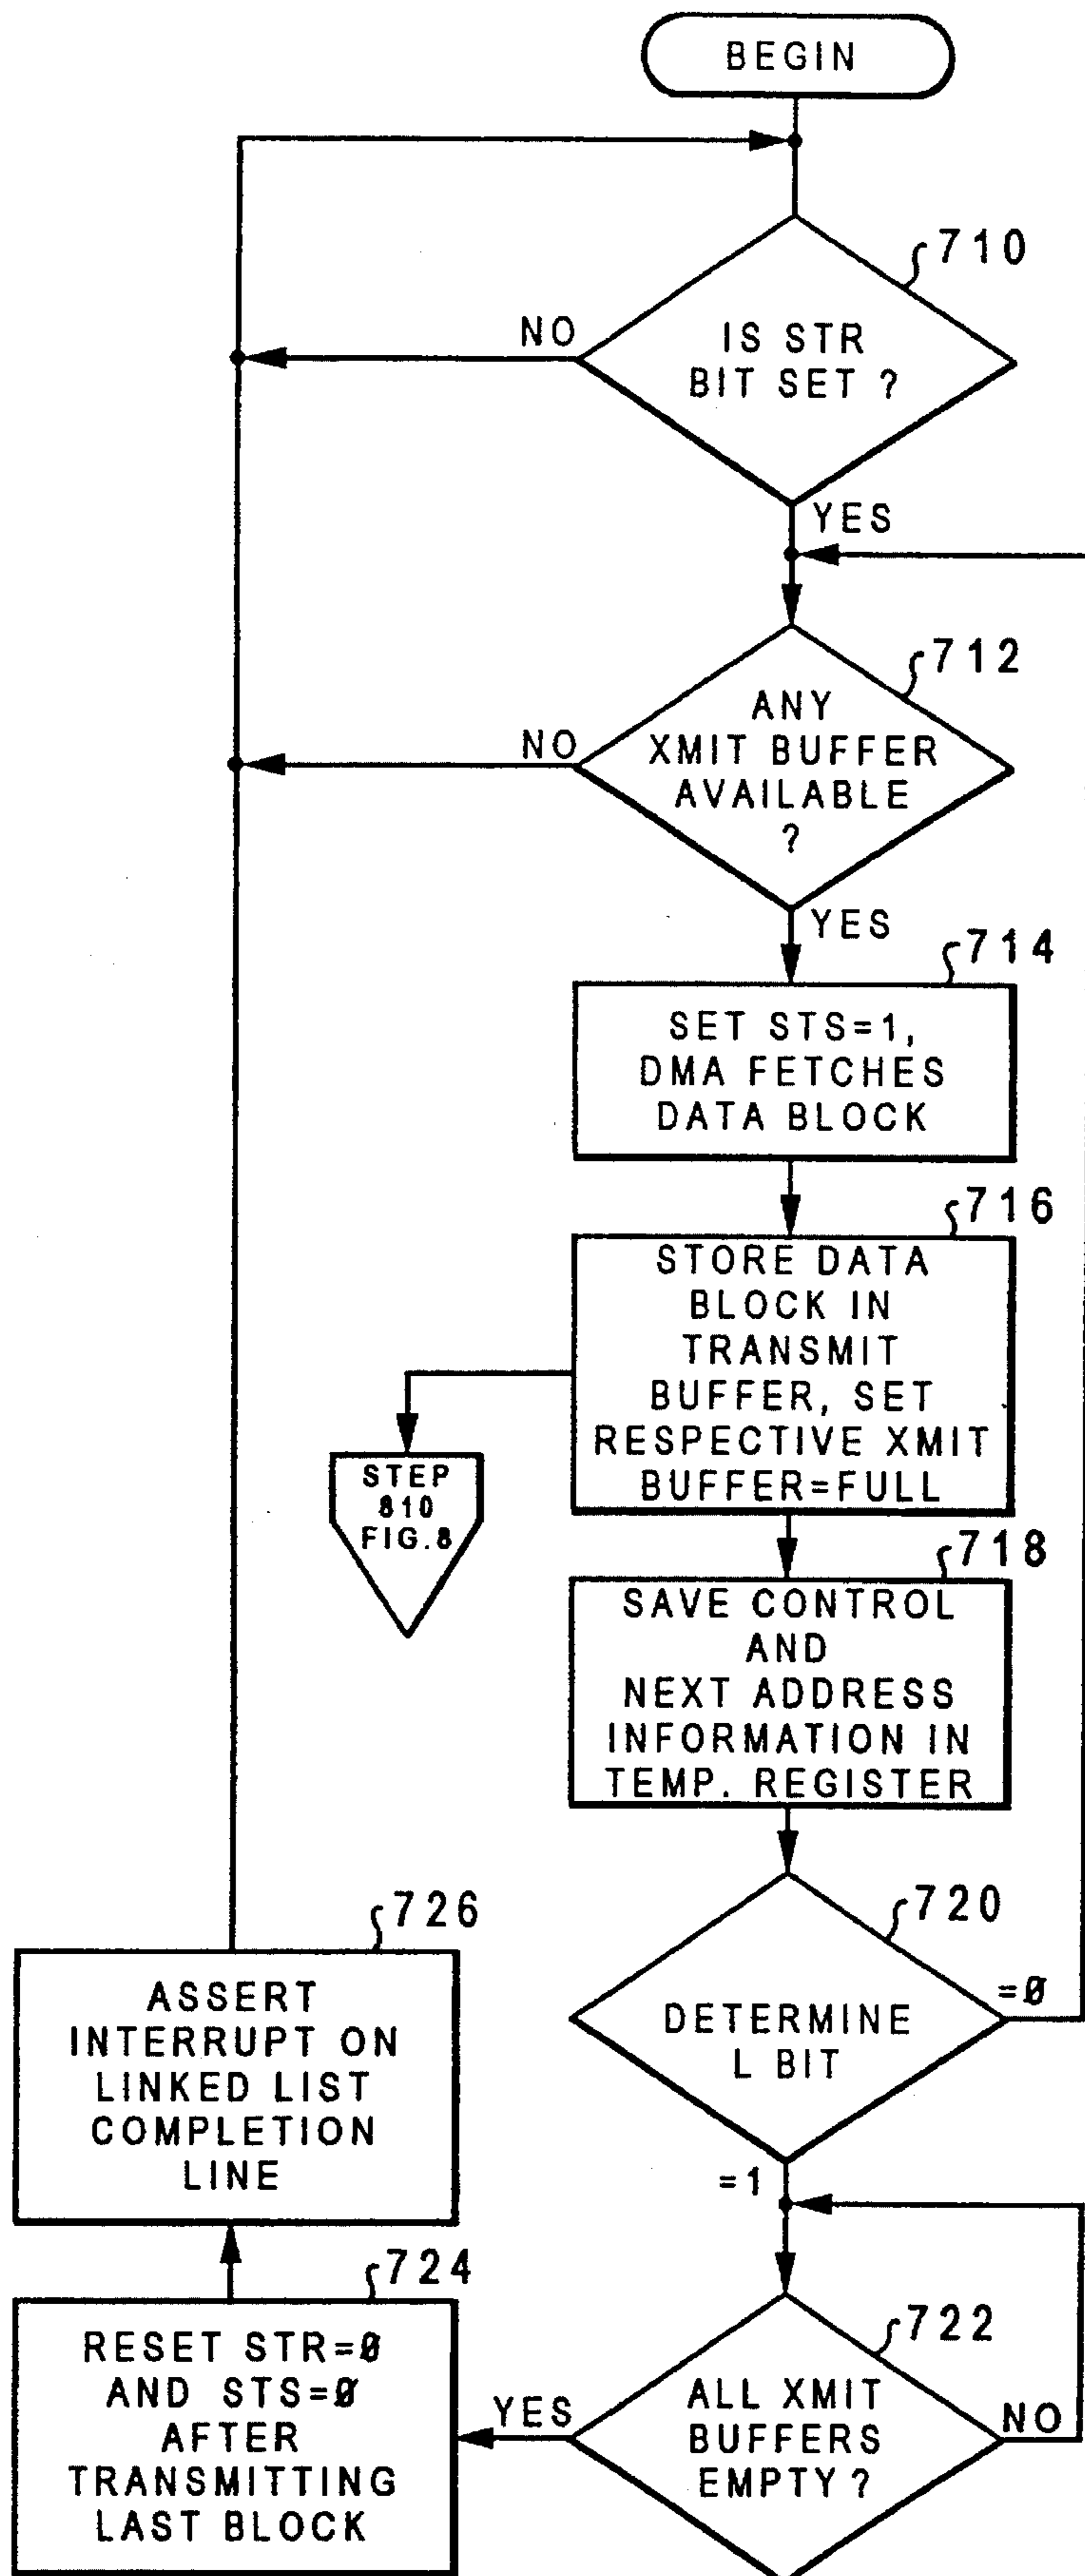 BEGIN
710
IS STR
BIT SET ?
NO
YES
712
ANY
XMIT BUFFER
AVAILABLE
?
NO
YES
714
SET STS=1,
DMA FETCHES
DATA BLOCK
716
STORE DATA
BLOCK IN
TRANSMIT
BUFFER, SET
RESPECTIVE XMIT
BUFFER=FULL
STEP
810
FIG.8
718
SAVE CONTROL
AND
NEXT ADDRESS
INFORMATION IN
TEMP. REGISTER
720
DETERMINE
L BIT
=0̸
=1
726
ASSERT
INTERRUPT ON
LINKED LIST
COMPLETION
LINE
724
RESET STR=0̸
AND STS=0̸
AFTER
TRANSMITTING
LAST BLOCK
722
ALL XMIT
BUFFERS
EMPTY ?
YES
NO